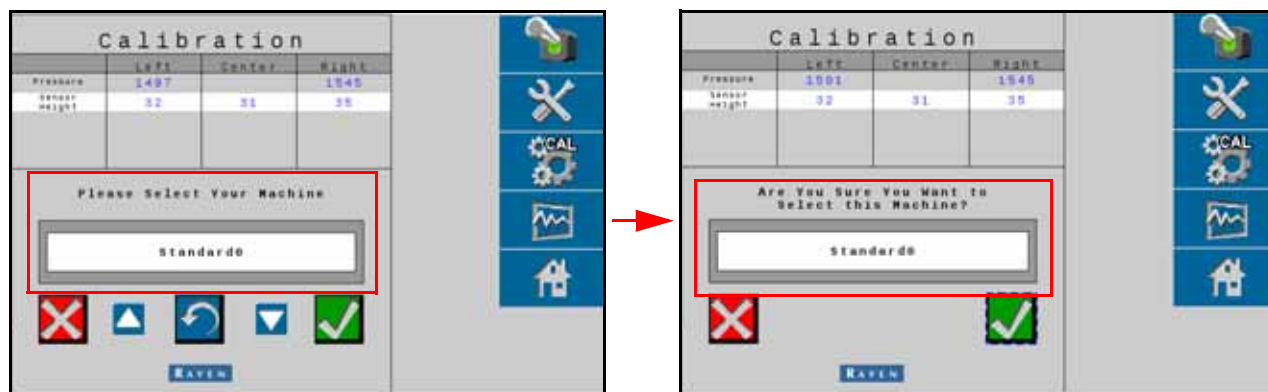 Calibration
Left Center Right
Pressure 1497 1545
Sensor Height 32 31 35
Please Select Your Machine
Standard0
RAVEN
CAL
Calibration
Left Center Right
Pressure 1501 1545
Sensor Height 32 31 35
Are You Sure You Want to
Select this Machine?
Standard0
RAVEN
CAL